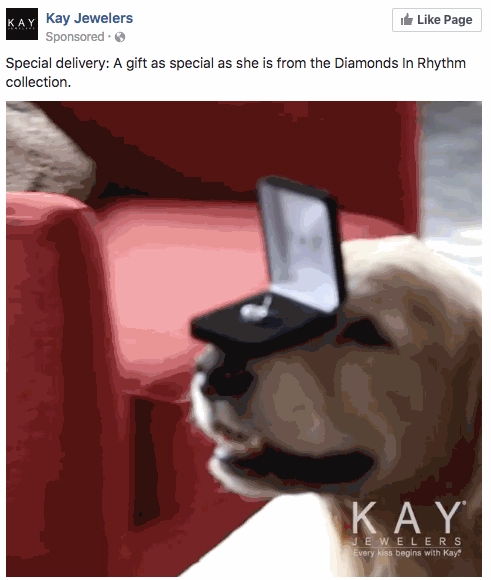 KAY
JEWELERS
Kay Jewelers
Sponsored ·
Like Page
Special delivery: A gift as special as she is from the Diamonds In Rhythm
collection.
KAY®
JEWELERS
Every kiss begins with Kay.®